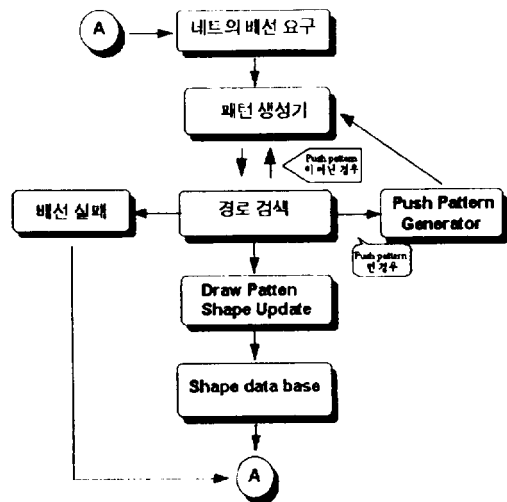 A
네트의 배선 요구
패턴 생성기
Push pattern
이 아닌 경우
배선 실패
경로 검색
Push Pattern
Generator
Push pattern
인 경우
Draw Patten
Shape Update
Shape data base
A